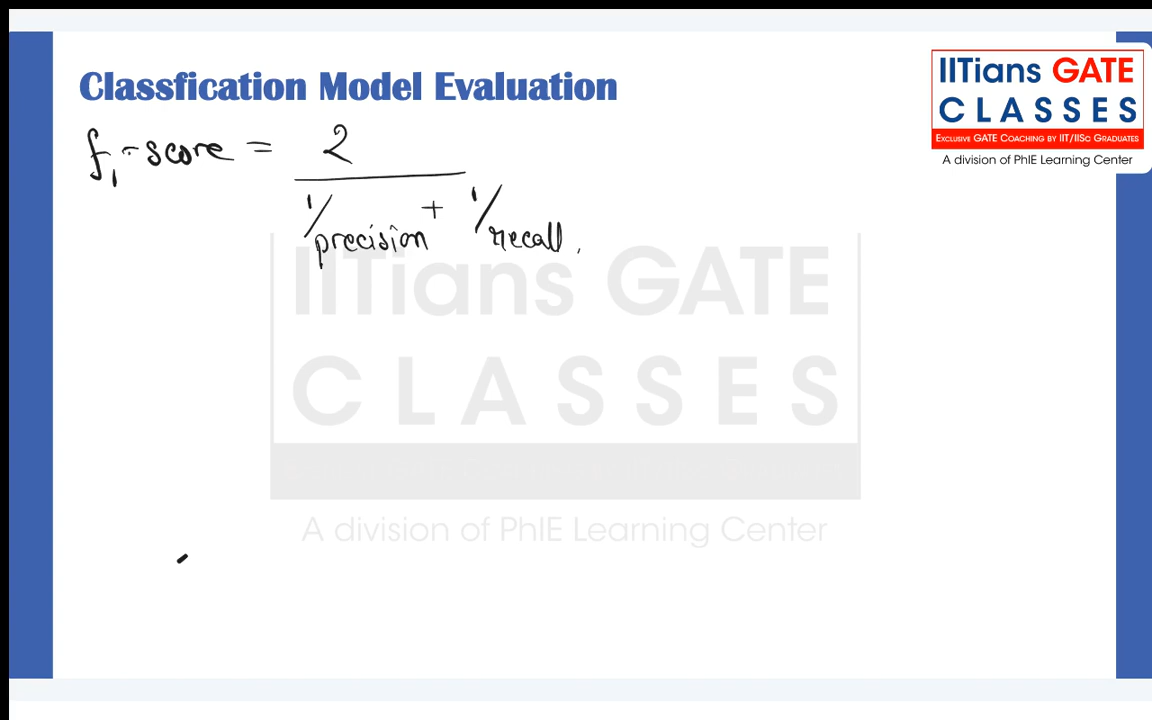 Classfication Model Evaluation
IITians GATE
CLASSES
EXCLUSIVE GATE COACHING BY IIT/IISc GRADUATES
A division of PhIE Learning Center
f₁-score = 2
1/precision + 1/recall.
IITians GATE
CLASSES
A division of PhIE Learning Center